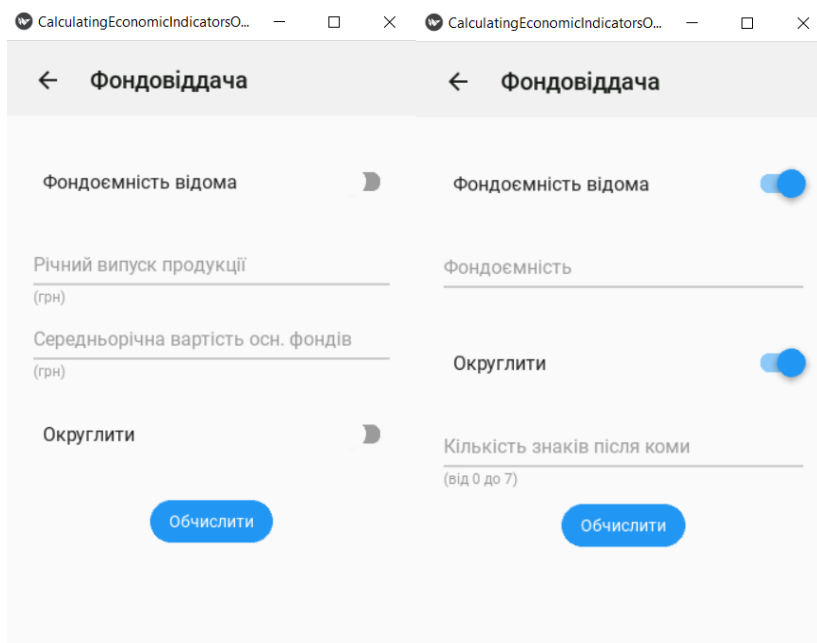 CalculatingEconomicIndicatorsO...
Фондовіддача
Фондоємність відома
Річний випуск продукції
(грн)
Середньорічна вартість осн. фондів
(грн)
Округлити
Обчислити
CalculatingEconomicIndicatorsO...
Фондовіддача
Фондоємність відома
Фондоємність
Округлити
Кількість знаків після коми
(від 0 до 7)
Обчислити